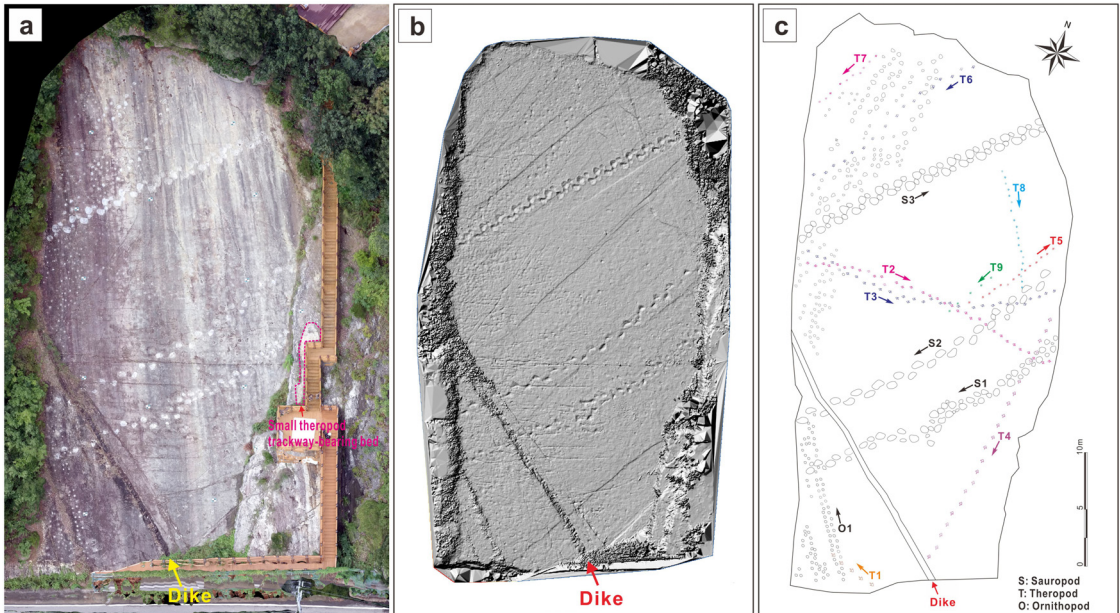 a
Small theropod
trackway-bearing bed
Dike
b
Dike
c
N
T7
T6
S3
T8
T5
T2
T9
T3
S2
S1
T4
O1
T1
10m
5
0
Dike
S: Sauropod
T: Theropod
O: Ornithopod